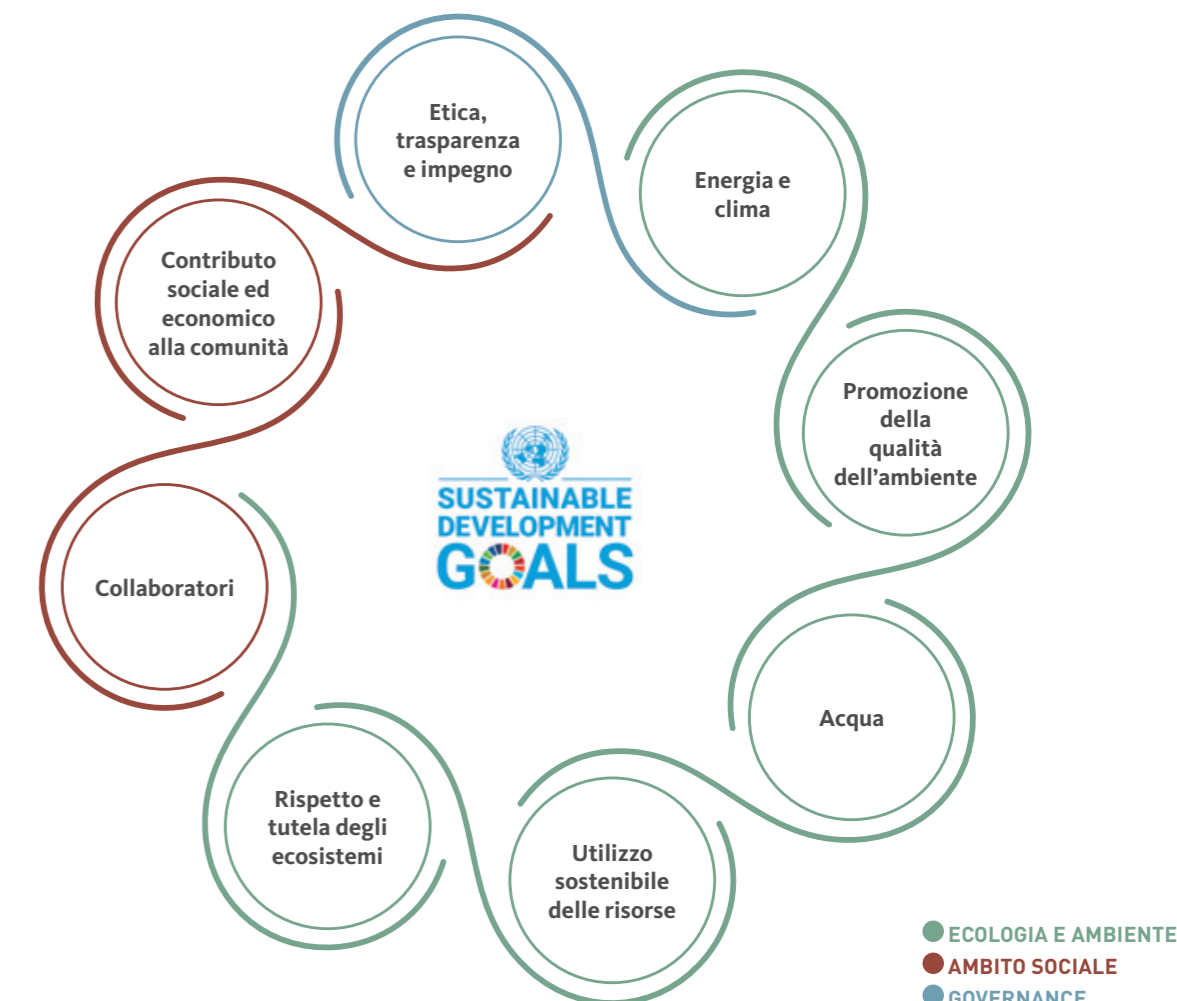 Etica,
trasparenza
e impegno
Energia e
clima
Contributo
sociale ed
economico
alla comunità
Promozione
della
qualità
dell’ambiente
SUSTAINABLE
DEVELOPMENT
GOALS
Collaboratori
Acqua
Rispetto e
tutela degli
ecosistemi
Utilizzo
sostenibile
delle risorse
ECOLOGIA E AMBIENTE
AMBITO SOCIALE
GOVERNANCE